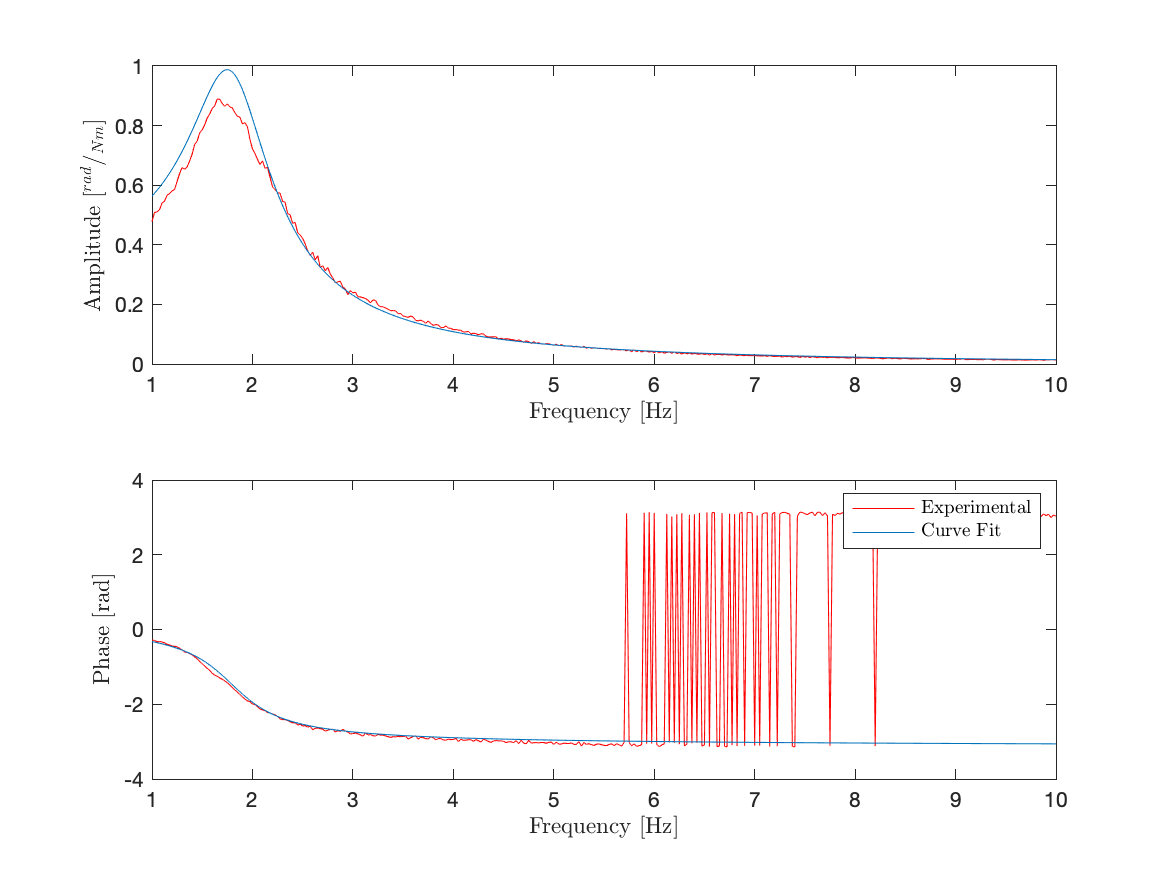 1
0.8
0.6
0.4
0.2
0
Amplitude [rad/Nm]
1 2 3 4 5 6 7 8 9 10
Frequency [Hz]
4
2
0
-2
-4
Phase [rad]
Experimental
Curve Fit
1 2 3 4 5 6 7 8 9 10
Frequency [Hz]